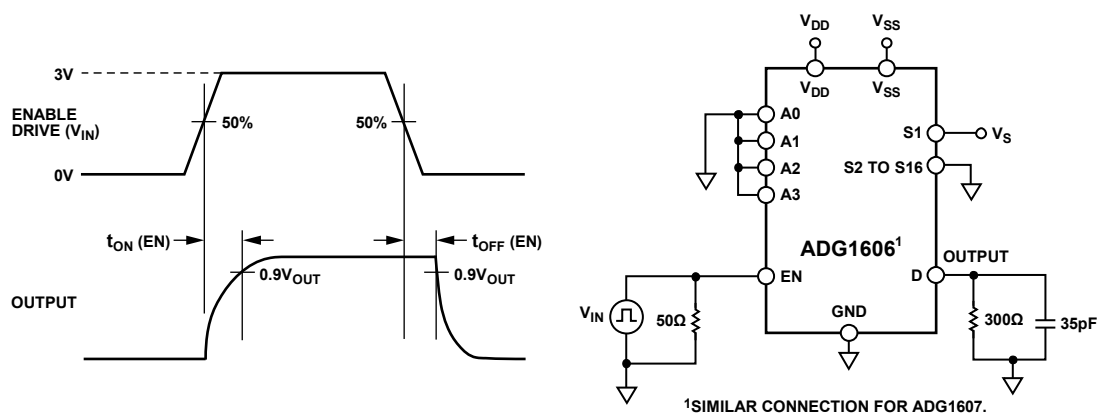 3V
ENABLE
DRIVE (VIN)
50%
50%
0V
tON (EN)
tOFF (EN)
0.9VOUT
0.9VOUT
OUTPUT
VDD
VSS
VDD
VSS
A0
A1
A2
A3
S1
VS
S2 TO S16
ADG1606¹
OUTPUT
EN
D
VIN
50Ω
GND
300Ω
35pF
¹SIMILAR CONNECTION FOR ADG1607.